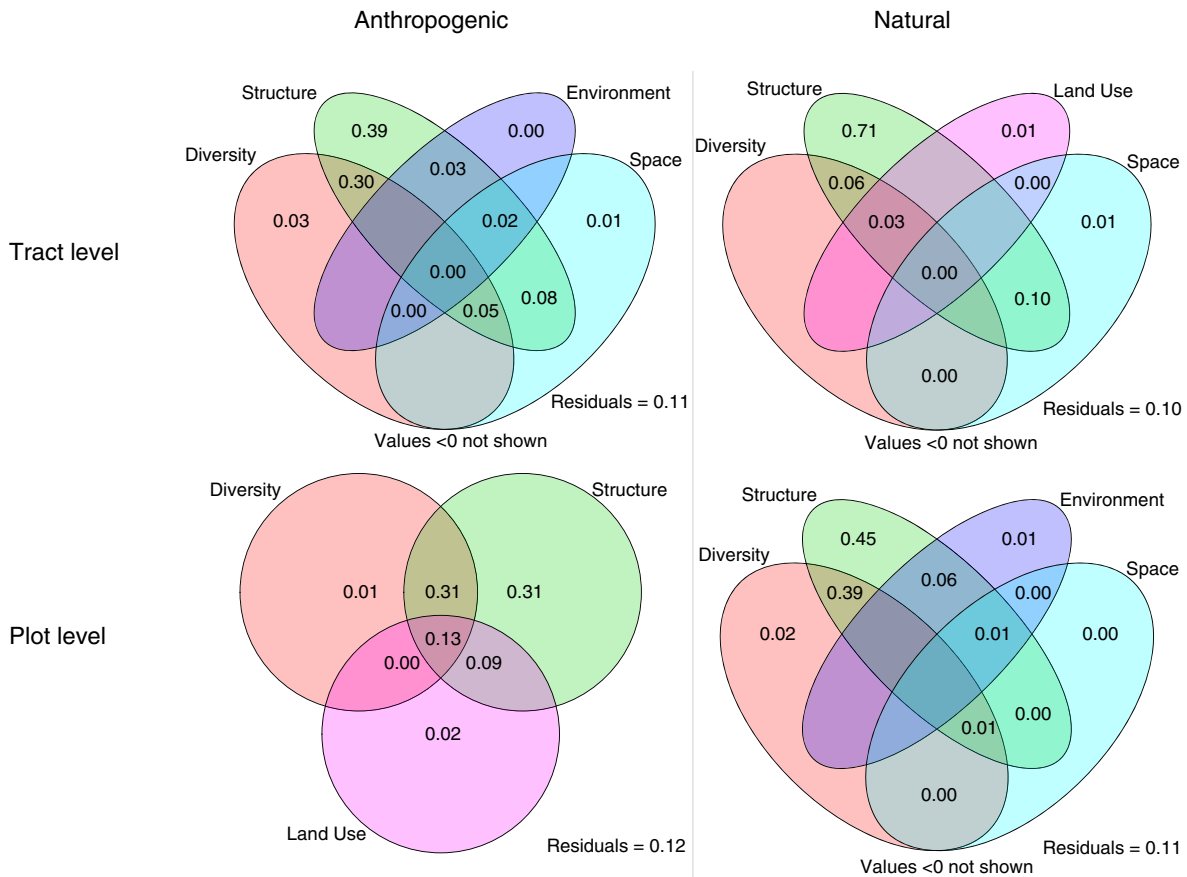 Anthropogenic
Natural
Tract level
Structure
Environment
Diversity
Space
0.39
0.00
0.03
0.30
0.03
0.02
0.01
0.00
0.00
0.05
0.08
Residuals = 0.11
Values <0 not shown
Structure
Land Use
Diversity
Space
0.71
0.01
0.06
0.00
0.03
0.01
0.00
0.10
0.00
Residuals = 0.10
Values <0 not shown
Plot level
Diversity
Structure
0.01
0.31
0.31
0.13
0.00
0.09
0.02
Land Use
Residuals = 0.12
Structure
Environment
Diversity
Space
0.45
0.01
0.06
0.39
0.00
0.02
0.01
0.00
0.01
0.00
0.00
Residuals = 0.11
Values <0 not shown